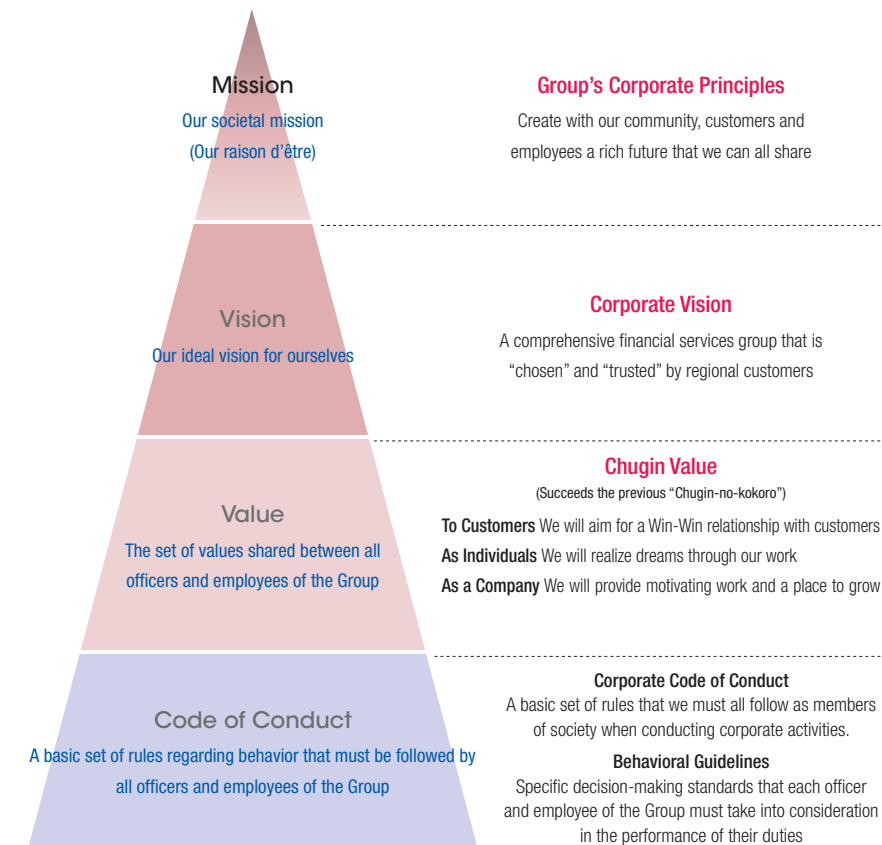 Mission
Our societal mission
(Our raison d'être)
Group's Corporate Principles
Create with our community, customers and
employees a rich future that we can all share
Vision
Our ideal vision for ourselves
Corporate Vision
A comprehensive financial services group that is
“chosen” and “trusted” by regional customers
Value
The set of values shared between all
officers and employees of the Group
Chugin Value
(Succeeds the previous “Chugin-no-kokoro”)
To Customers We will aim for a Win-Win relationship with customers
As Individuals We will realize dreams through our work
As a Company We will provide motivating work and a place to grow
Code of Conduct
A basic set of rules regarding behavior that must be followed by
all officers and employees of the Group
Corporate Code of Conduct
A basic set of rules that we must all follow as members
of society when conducting corporate activities.
Behavioral Guidelines
Specific decision-making standards that each officer
and employee of the Group must take into consideration
in the performance of their duties